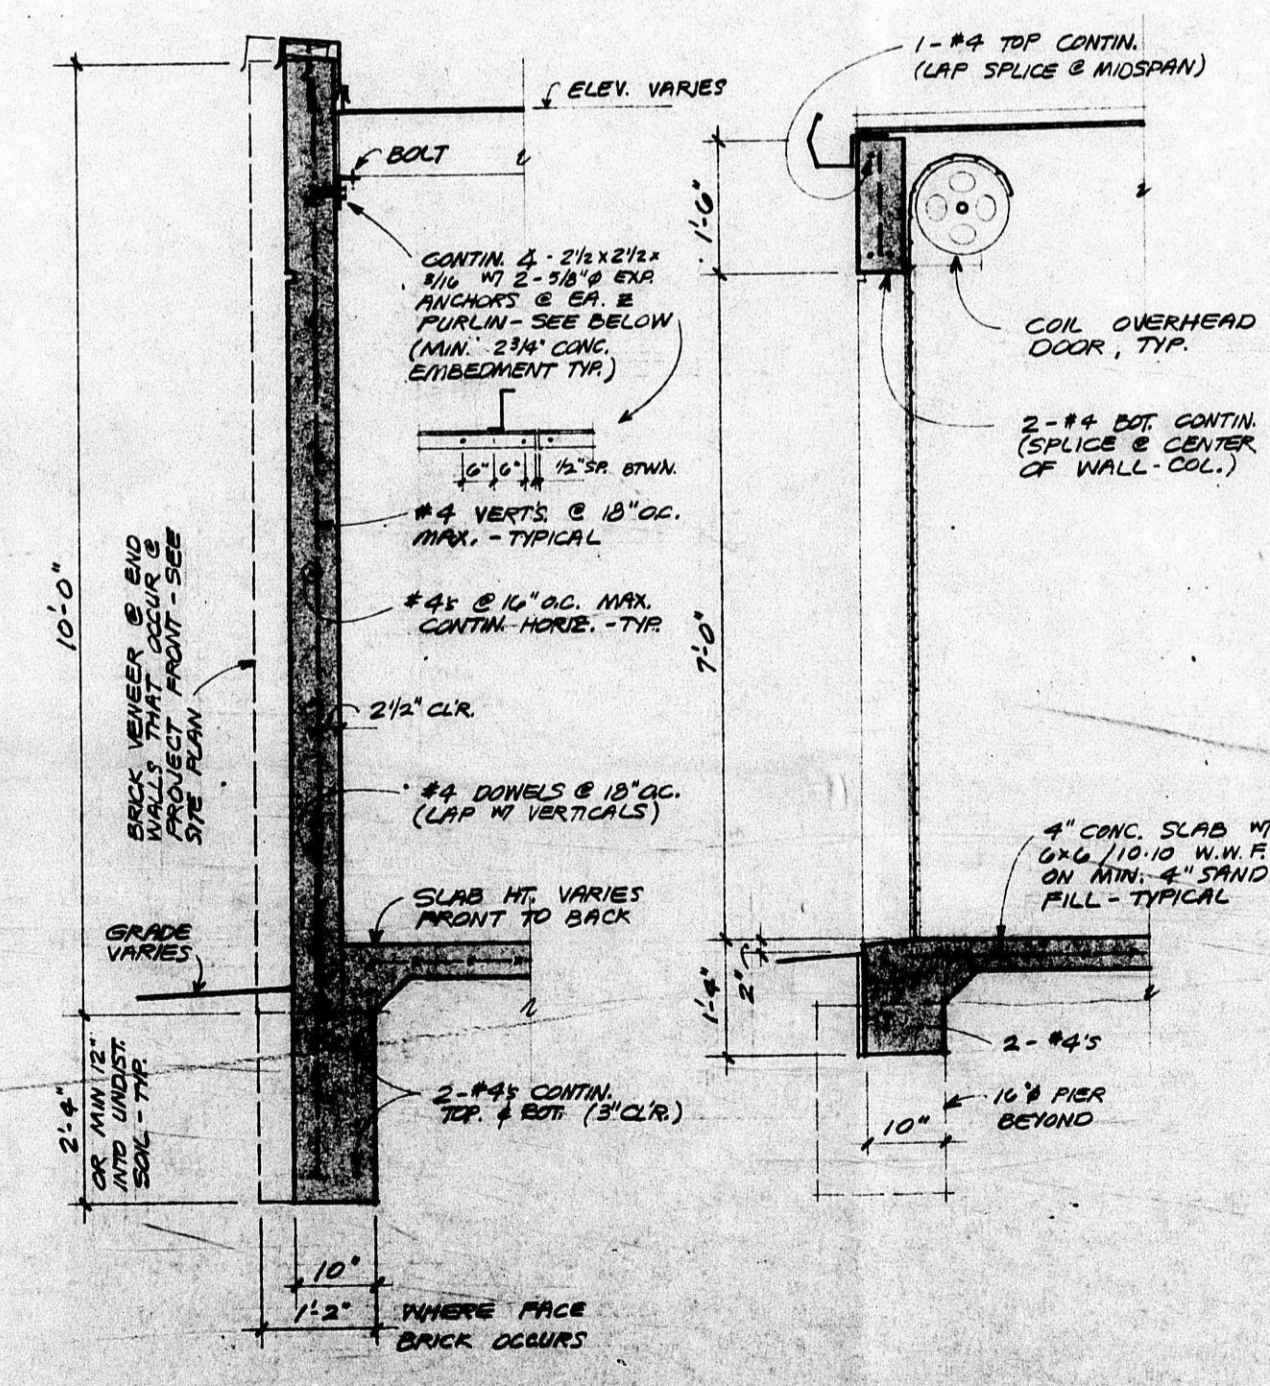 ELEV. VARIES
BOLT
CONTIN. ∠ - 2 1/2 x 2 1/2 x
3/16 W/ 2 - 5/8"φ EXP.
ANCHORS @ EA. Z
PURLIN - SEE BELOW
(MIN. 2 3/4" CONC.
EMBEDMENT TYP.)
6" 6" 1/2" SP. BTWN.
#4 VERT'S. @ 18" O.C.
MAX. - TYPICAL
#4s @ 16" O.C. MAX.
CONTIN. HORIZ. - TYP.
2 1/2" CL'R.
#4 DOWELS @ 18" O.C.
(LAP W/ VERTICALS)
SLAB HT. VARIES
FRONT TO BACK
2-#4s CONTIN.
TOP. & BOT. (3" CL'R.)
10'-0"
BRICK VENEER @ END
WALLS THAT OCCUR @
PROJECT FRONT - SEE
SITE PLAN
GRADE
VARIES
2'-4"
OR MIN 12"
INTO UNDIST.
SOIL - TYP.
10"
1'-2"
WHERE FACE
BRICK OCCURS
1-#4 TOP CONTIN.
(LAP SPLICE @ MIDSPAN)
1'-6"
COIL OVERHEAD
DOOR, TYP.
2-#4 BOT. CONTIN.
(SPLICE @ CENTER
OF WALL-COL.)
7'-0"
4" CONC. SLAB W/
6x6 /10·10 W.W.F.
ON MIN. 4" SAND
FILL - TYPICAL
1'-4"
2"
2-#4's
16"φ PIER
BEYOND
10"